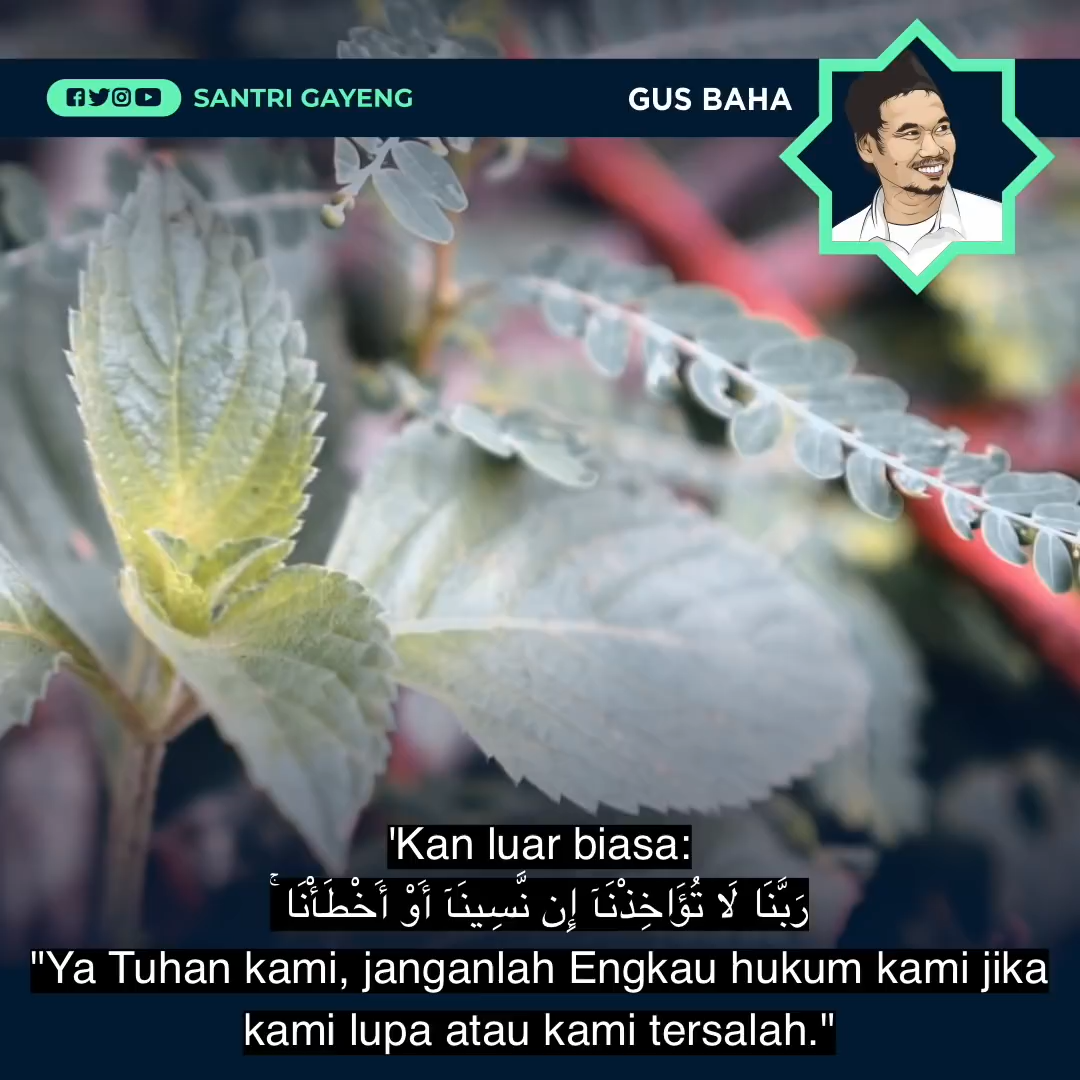 SANTRI GAYENG
GUS BAHA
'Kan luar biasa:
رَبَّنَا لَا تُؤَاخِذْنَآ إِن نَّسِينَآ أَوْ أَخْطَأْنَا ۚ
"Ya Tuhan kami, janganlah Engkau hukum kami jika
kami lupa atau kami tersalah."